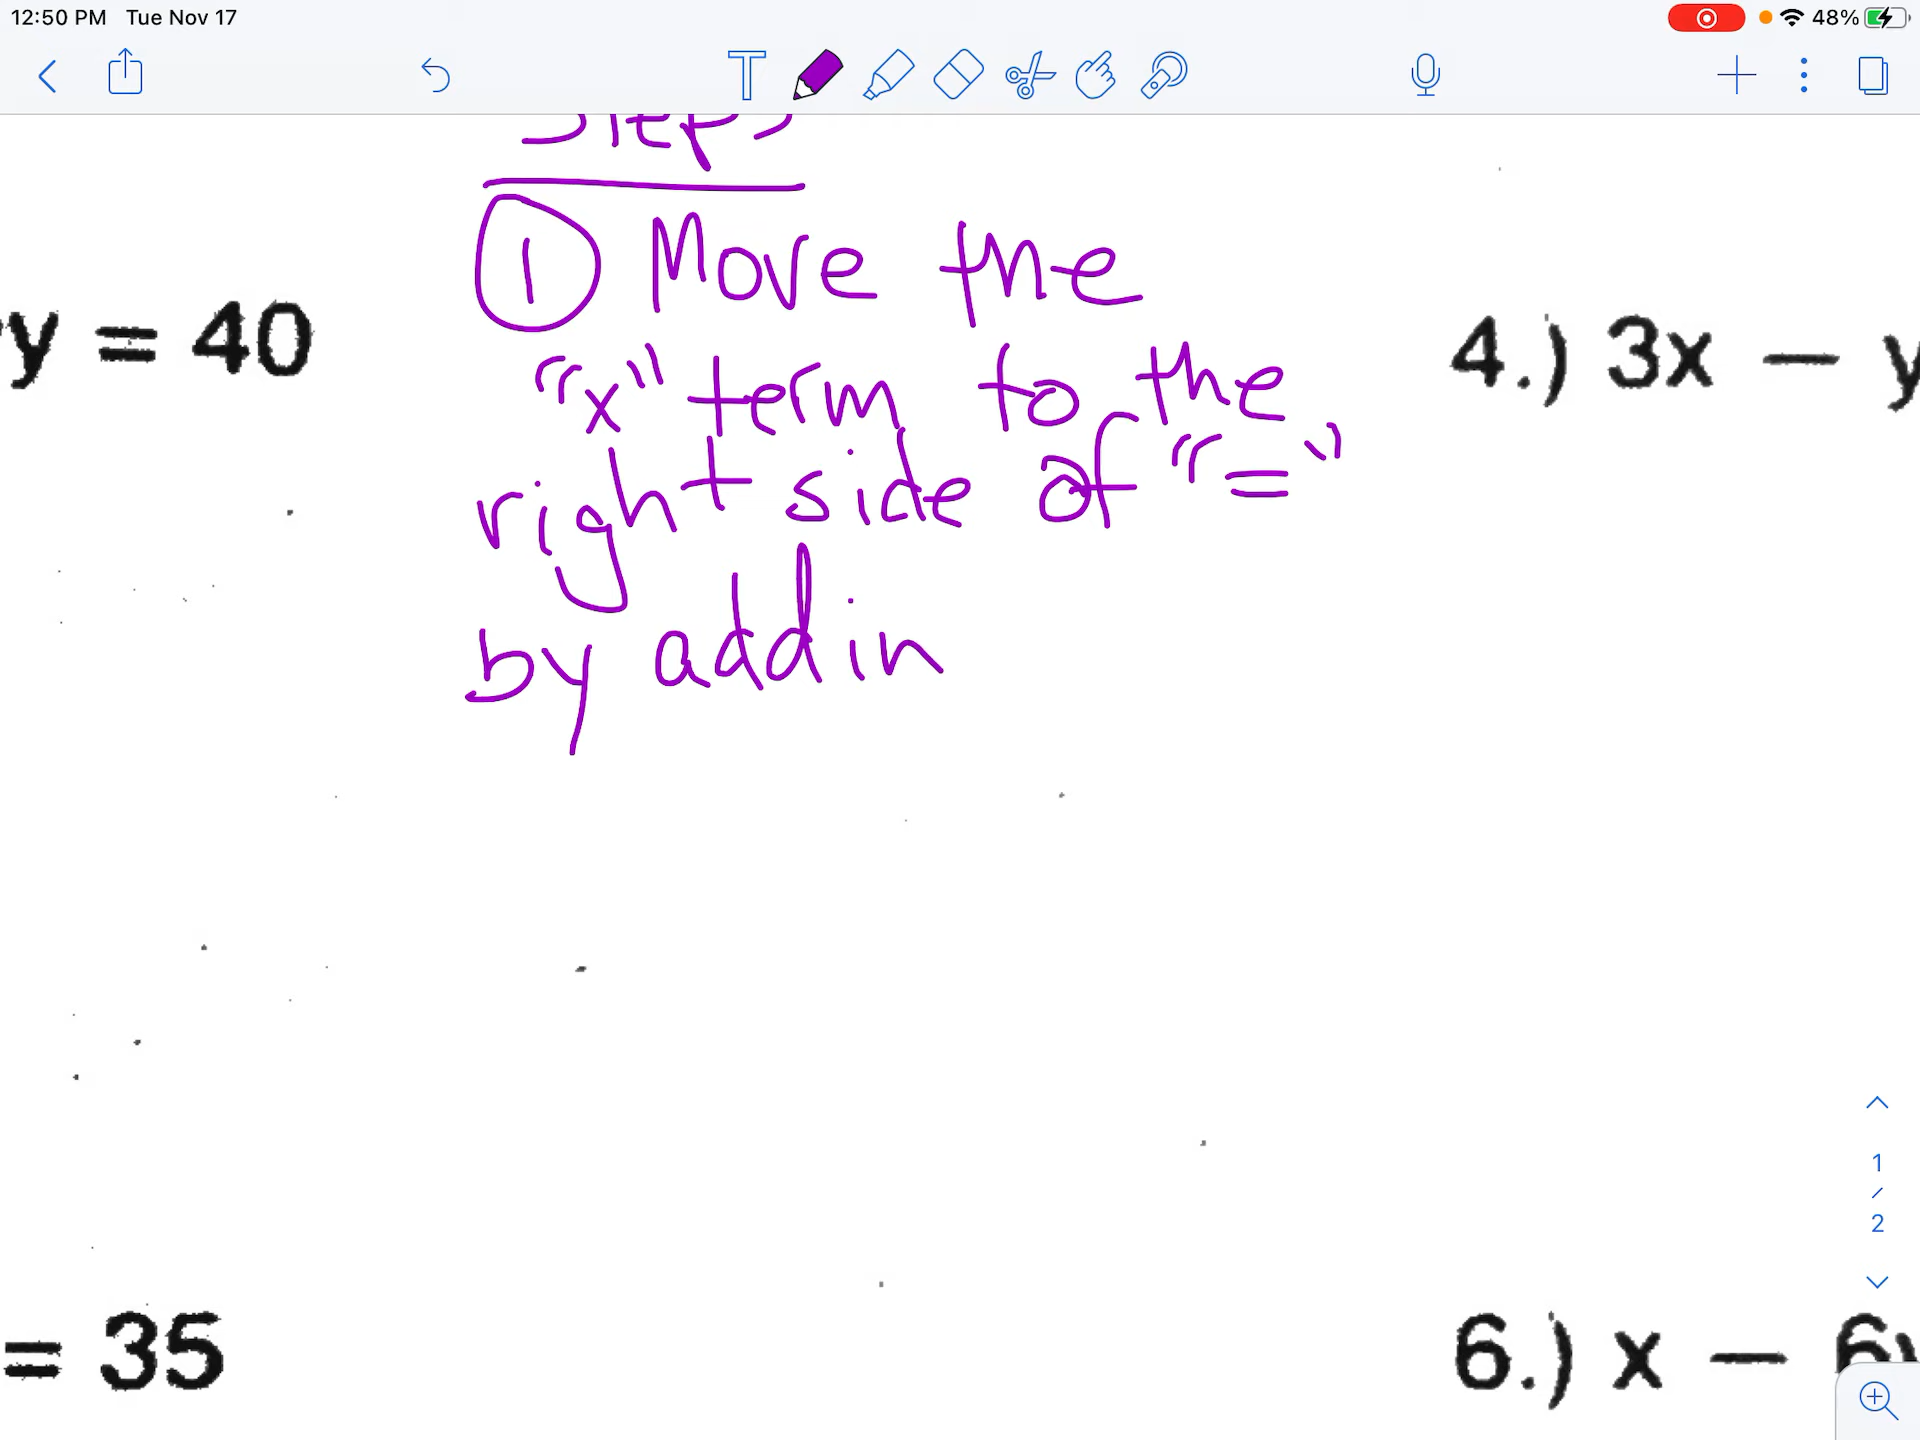 12:50 PM Tue Nov 17
48%
T
Steps
① Move the
"x" term to the
right side of "="
by addin
y = 40
4.) 3x — y
= 35
6.) x — 6y
1
/
2